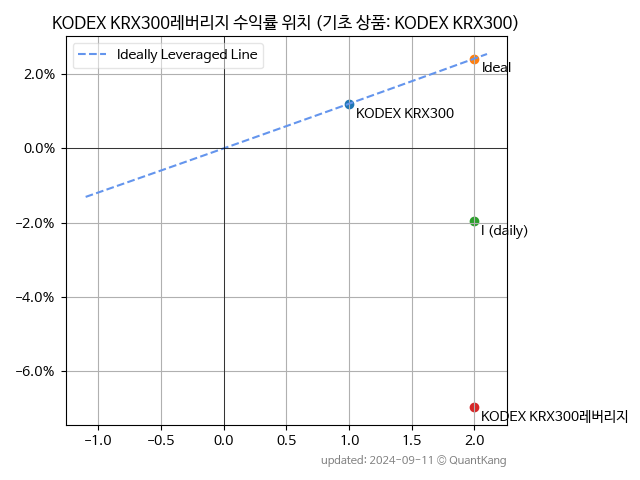 KODEX KRX300레버리지 수익률 위치 (기초 상품: KODEX KRX300)
Ideally Leveraged Line
2.0%
0.0%
−2.0%
−4.0%
−6.0%
Ideal
KODEX KRX300
I (daily)
KODEX KRX300레버리지
−1.0 −0.5 0.0 0.5 1.0 1.5 2.0
updated: 2024-09-11 © QuantKang